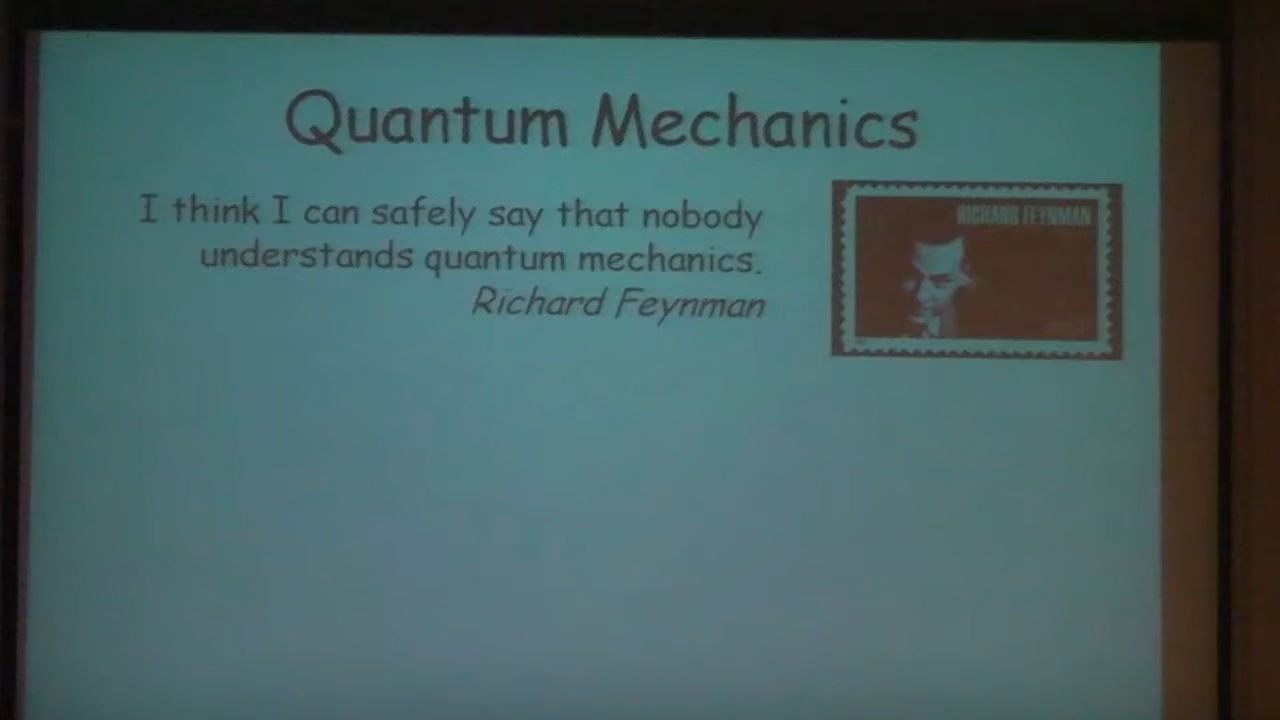 Quantum Mechanics
I think I can safely say that nobody
understands quantum mechanics.
Richard Feynman
RICHARD FEYNMAN